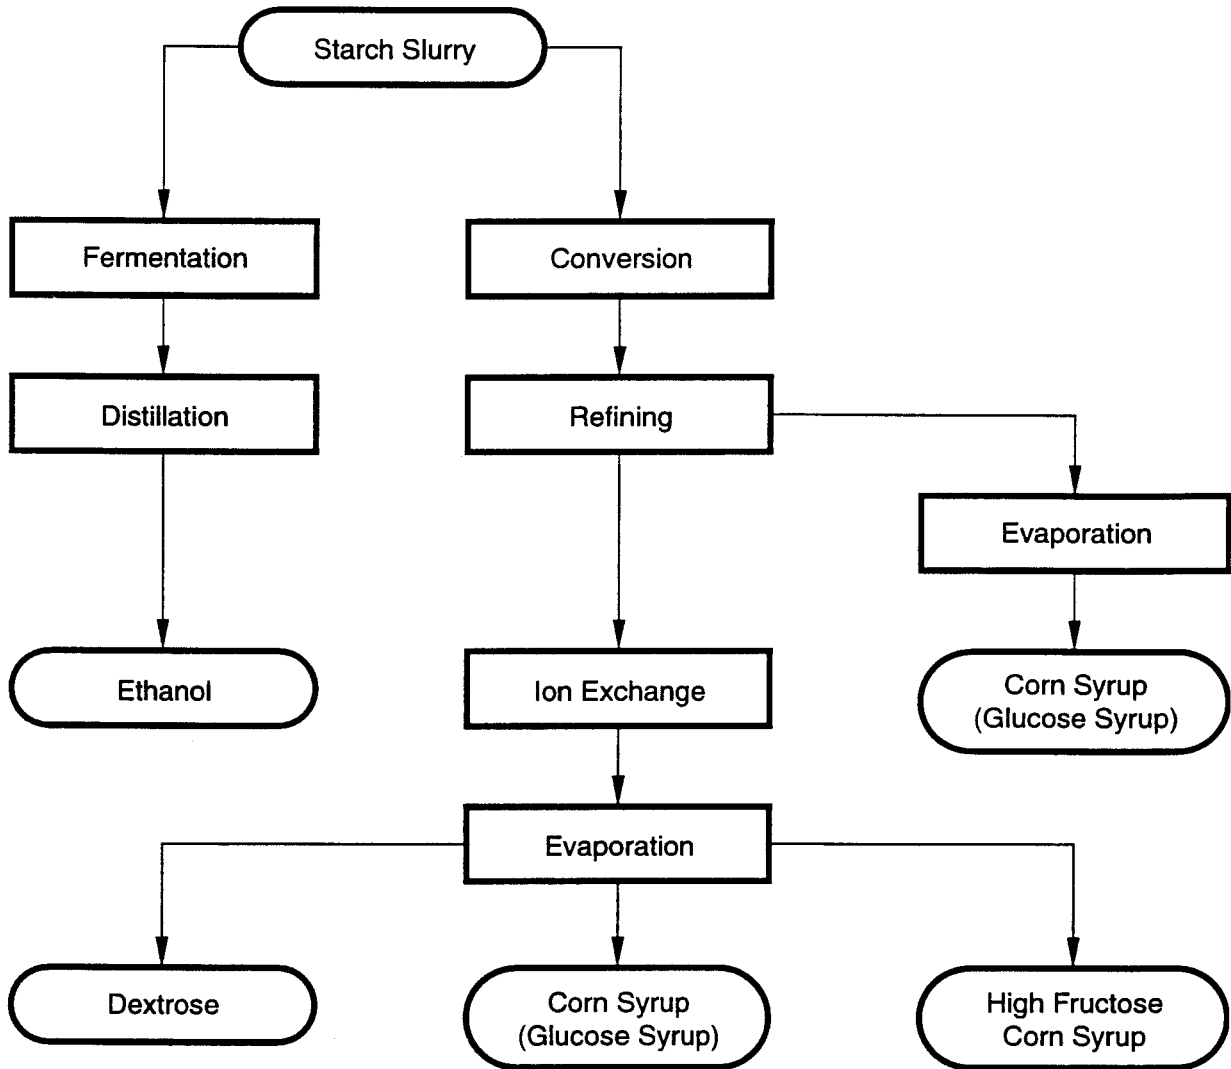 Starch Slurry
Fermentation
Conversion
Distillation
Refining
Evaporation
Ethanol
Ion Exchange
Corn Syrup
(Glucose Syrup)
Evaporation
Dextrose
Corn Syrup
(Glucose Syrup)
High Fructose
Corn Syrup